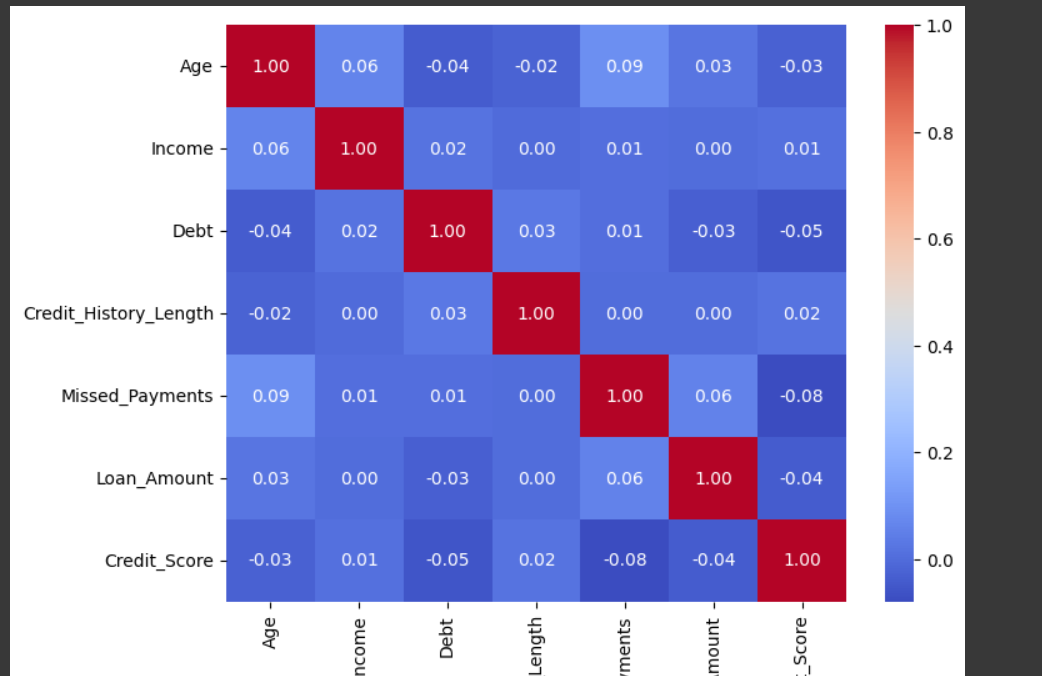 1.0
Age 1.00 0.06 -0.04 -0.02 0.09 0.03 -0.03
0.8
Income 0.06 1.00 0.02 0.00 0.01 0.00 0.01
Debt -0.04 0.02 1.00 0.03 0.01 -0.03 -0.05
0.6
Credit_History_Length -0.02 0.00 0.03 1.00 0.00 0.00 0.02
0.4
Missed_Payments 0.09 0.01 0.01 0.00 1.00 0.06 -0.08
0.2
Loan_Amount 0.03 0.00 -0.03 0.00 0.06 1.00 -0.04
Credit_Score -0.03 0.01 -0.05 0.02 -0.08 -0.04 1.00
0.0
Age
ncome
Debt
Length
yments
mount
_Score